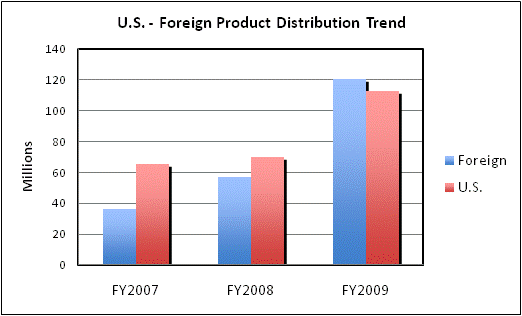 U.S. - Foreign Product Distribution Trend
140
120
100
80
60
40
20
0
Millions
FY2007 FY2008 FY2009
Foreign
U.S.